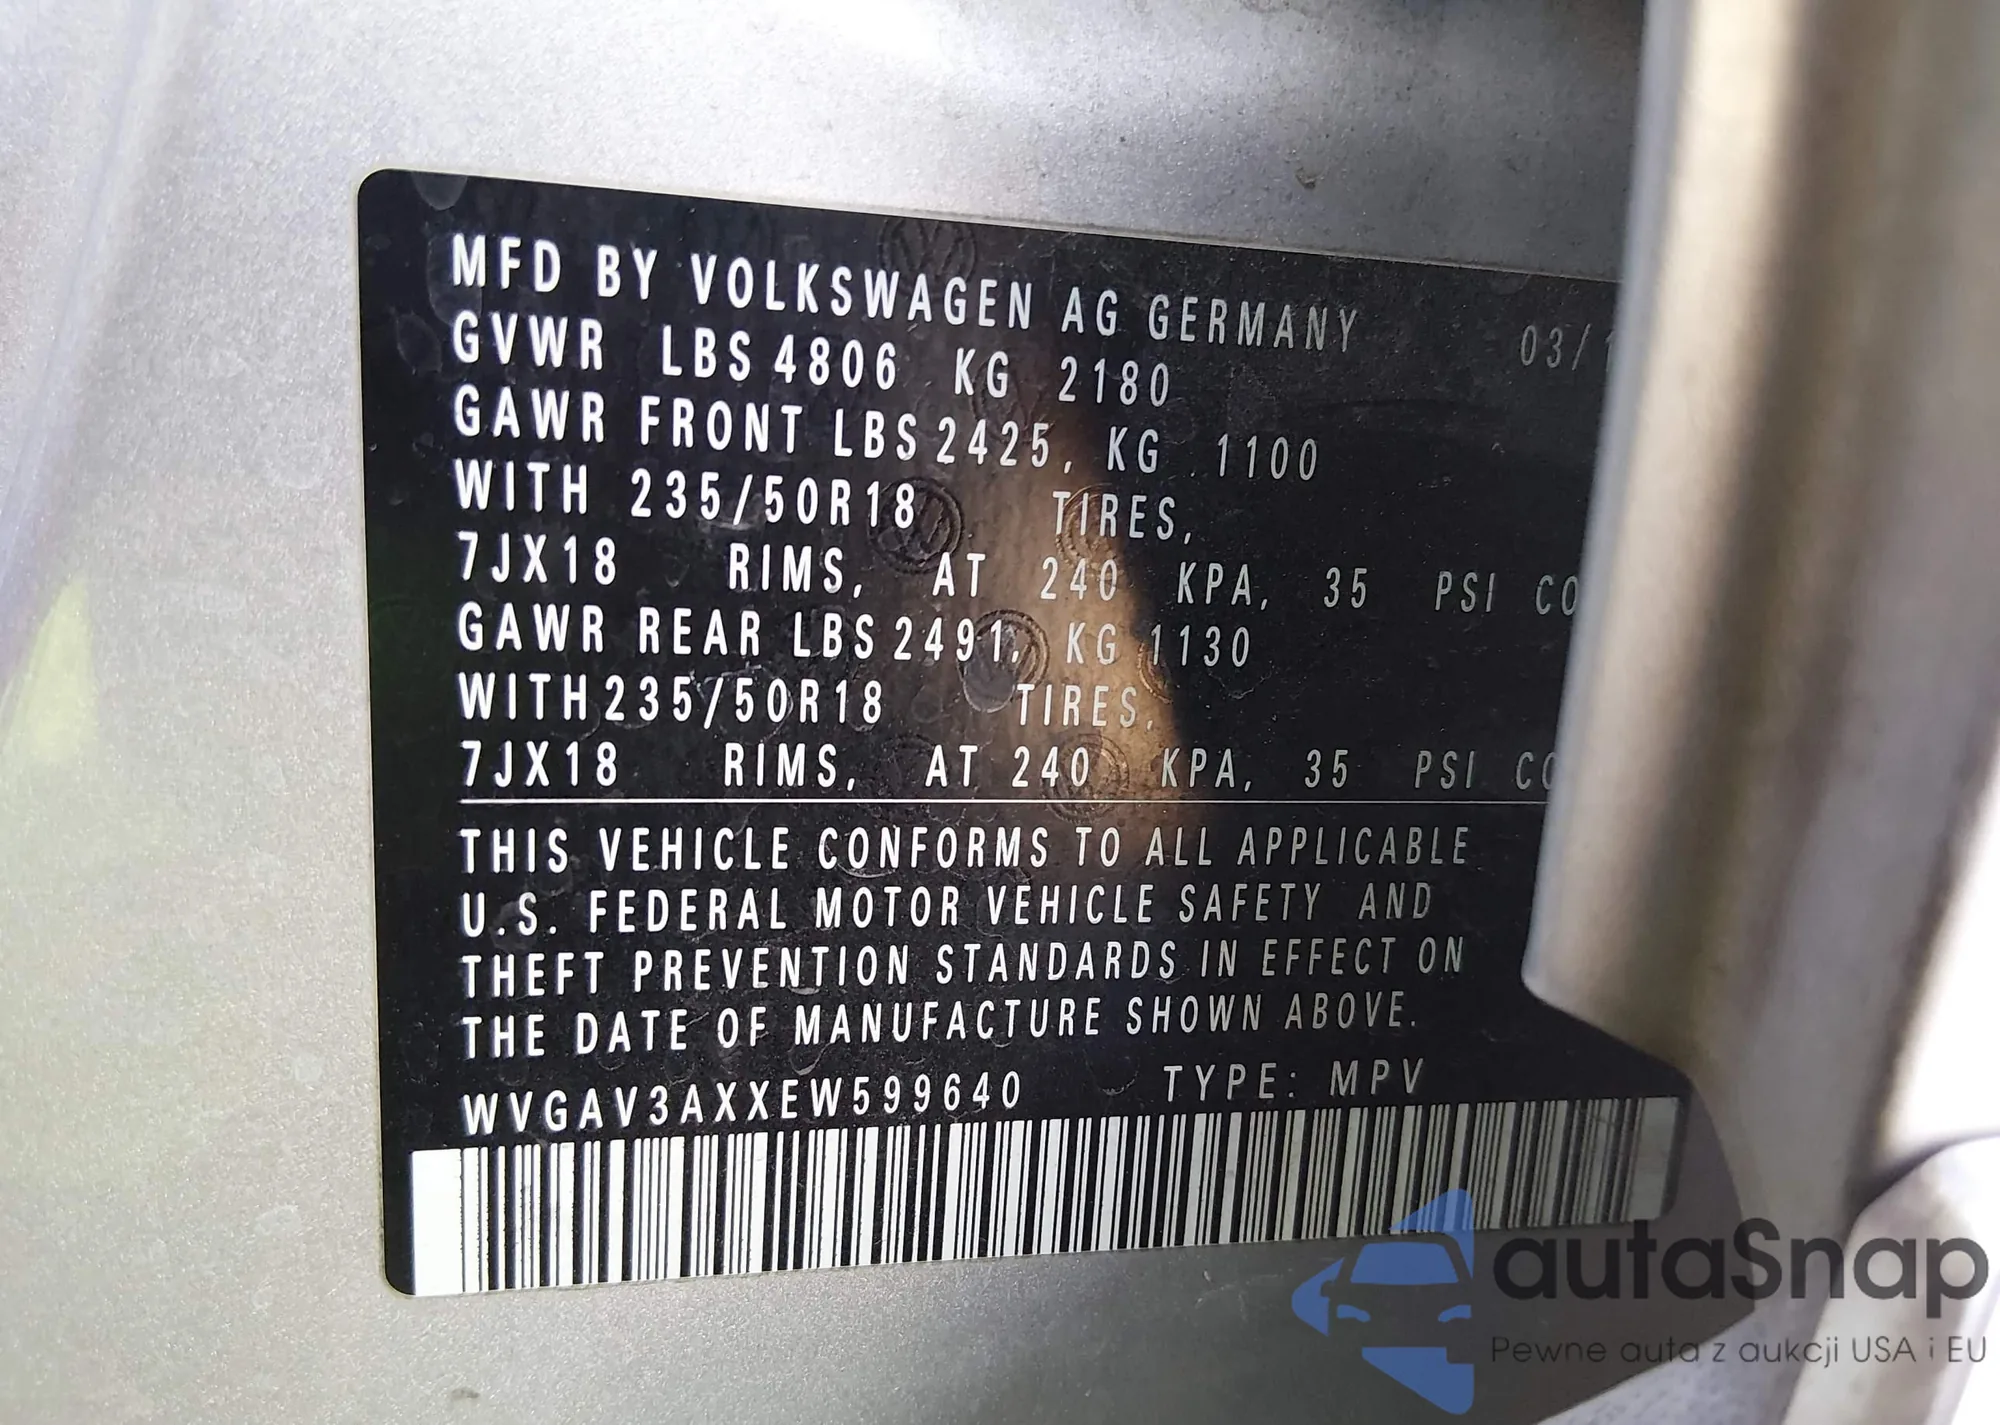 MFD BY VOLKSWAGEN AG GERMANY 03/1
GVWR LBS 4806 KG 2180
GAWR FRONT LBS 2425, KG 1100
WITH 235/50R18 TIRES,
7JX18 RIMS, AT 240 KPA, 35 PSI CO
GAWR REAR LBS 2491, KG 1130
WITH 235/50R18 TIRES,
7JX18 RIMS, AT 240 KPA, 35 PSI CO
THIS VEHICLE CONFORMS TO ALL APPLICABLE
U.S. FEDERAL MOTOR VEHICLE SAFETY AND
THEFT PREVENTION STANDARDS IN EFFECT ON
THE DATE OF MANUFACTURE SHOWN ABOVE.
WVGAV3AXXEW599640 TYPE: MPV
autaSnap
Pewne auta z aukcji USA i EU